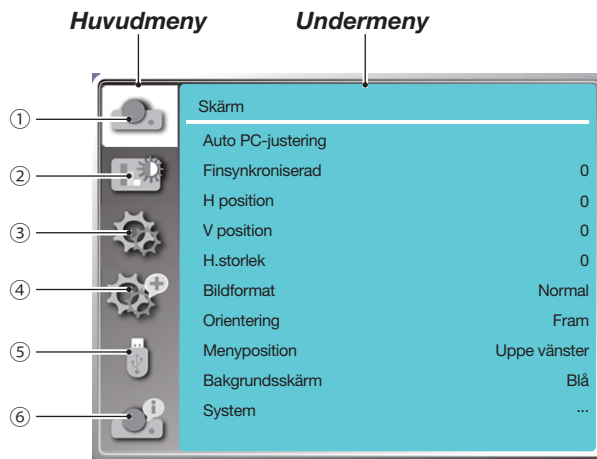 Huvudmeny Undermeny
① Skärm
Auto PC-justering
② Finsynkroniserad 0
H position 0
③ V position 0
H.storlek 0
④ Bildformat Normal
Orientering Fram
⑤ Menyposition Uppe vänster
Bakgrundsskärm Blå
⑥ System ...